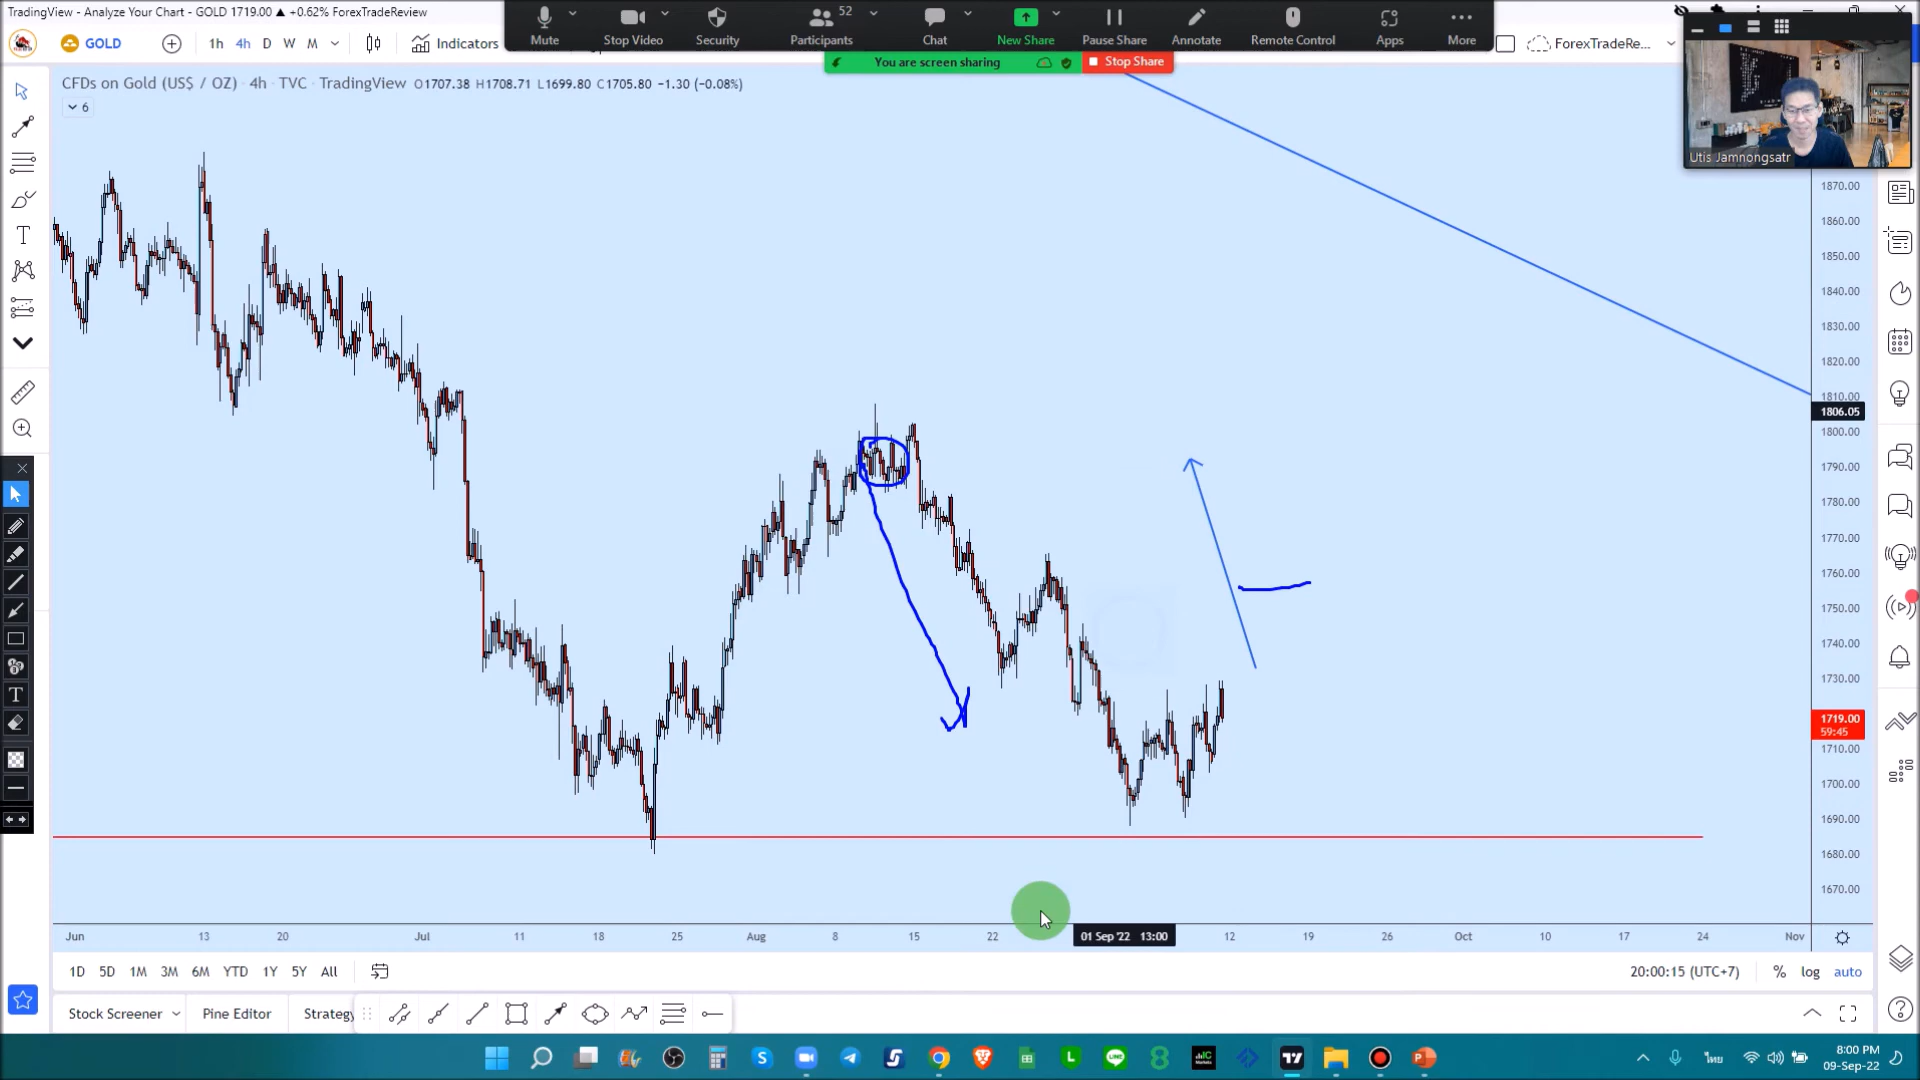 TradingView - Analyze Your Chart - GOLD 1719.00 ▲ +0.62% ForexTradeReview
Mute
Stop Video
Security
52
Participants
Chat
New Share
Pause Share
Annotate
Remote Control
Apps
More
You are screen sharing
Stop Share
GOLD
1h
4h
D
W
M
Indicators
ForexTradeRe...
CFDs on Gold (US$ / OZ) · 4h · TVC · TradingView O1707.38 H1708.71 L1699.80 C1705.80 −1.30 (−0.08%)
6
Utis Jamnongsatr
1870.00
1860.00
1850.00
1840.00
1830.00
1820.00
1810.00
1806.05
1800.00
1790.00
1780.00
1770.00
1760.00
1750.00
1740.00
1730.00
1719.00
59:45
1710.00
1700.00
1690.00
1680.00
1670.00
Jun 13 20 Jul 11 18 25 Aug 8 15 22 01 Sep '22 13:00 12 19 26 Oct 10 17 24 Nov
1D 5D 1M 3M 6M YTD 1Y 5Y All
20:00:15 (UTC+7) % log auto
Stock Screener
Pine Editor
Strategy
ไทย
8:00 PM
09-Sep-22